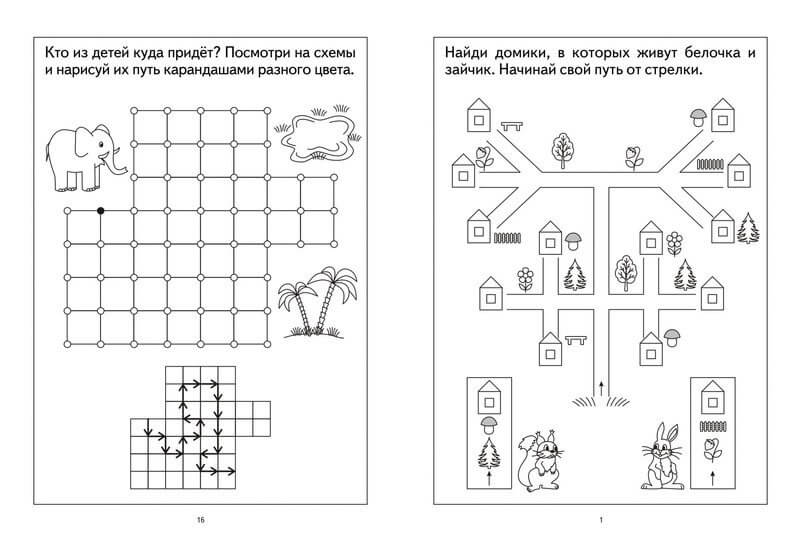 Кто из детей куда придёт? Посмотри на схемы
и нарисуй их путь карандашами разного цвета.
16
Найди домики, в которых живут белочка и
зайчик. Начинай свой путь от стрелки.
1